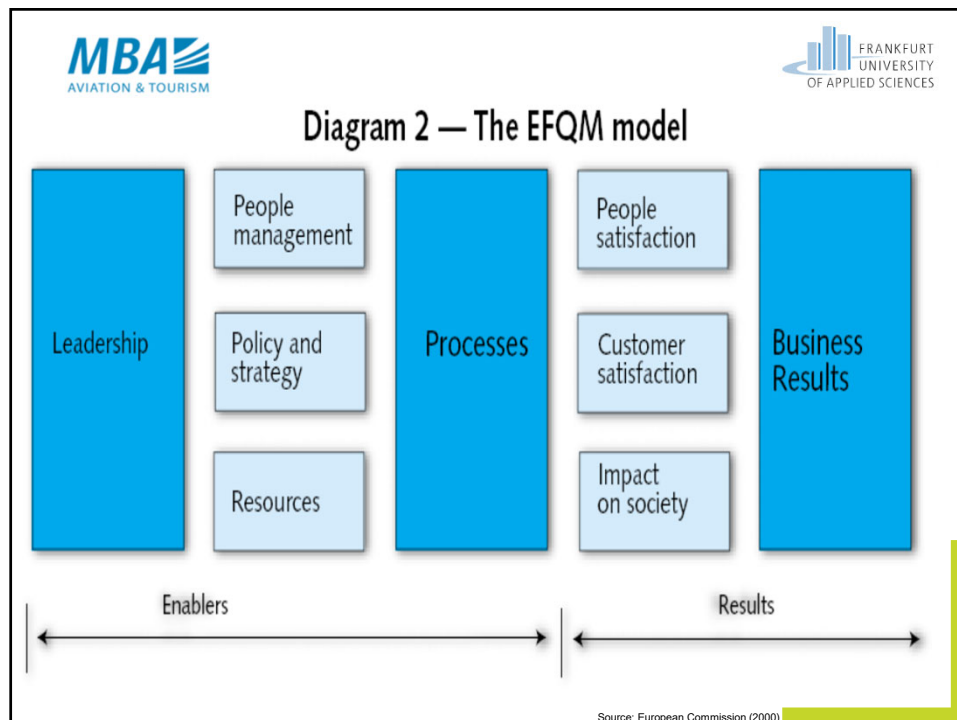 MBA
AVIATION & TOURISM
FRANKFURT
UNIVERSITY
OF APPLIED SCIENCES
Diagram 2 — The EFQM model
Leadership
People
management
Policy and
strategy
Resources
Processes
People
satisfaction
Customer
satisfaction
Impact
on society
Business
Results
Enablers
Results
Source: European Commission (2000)